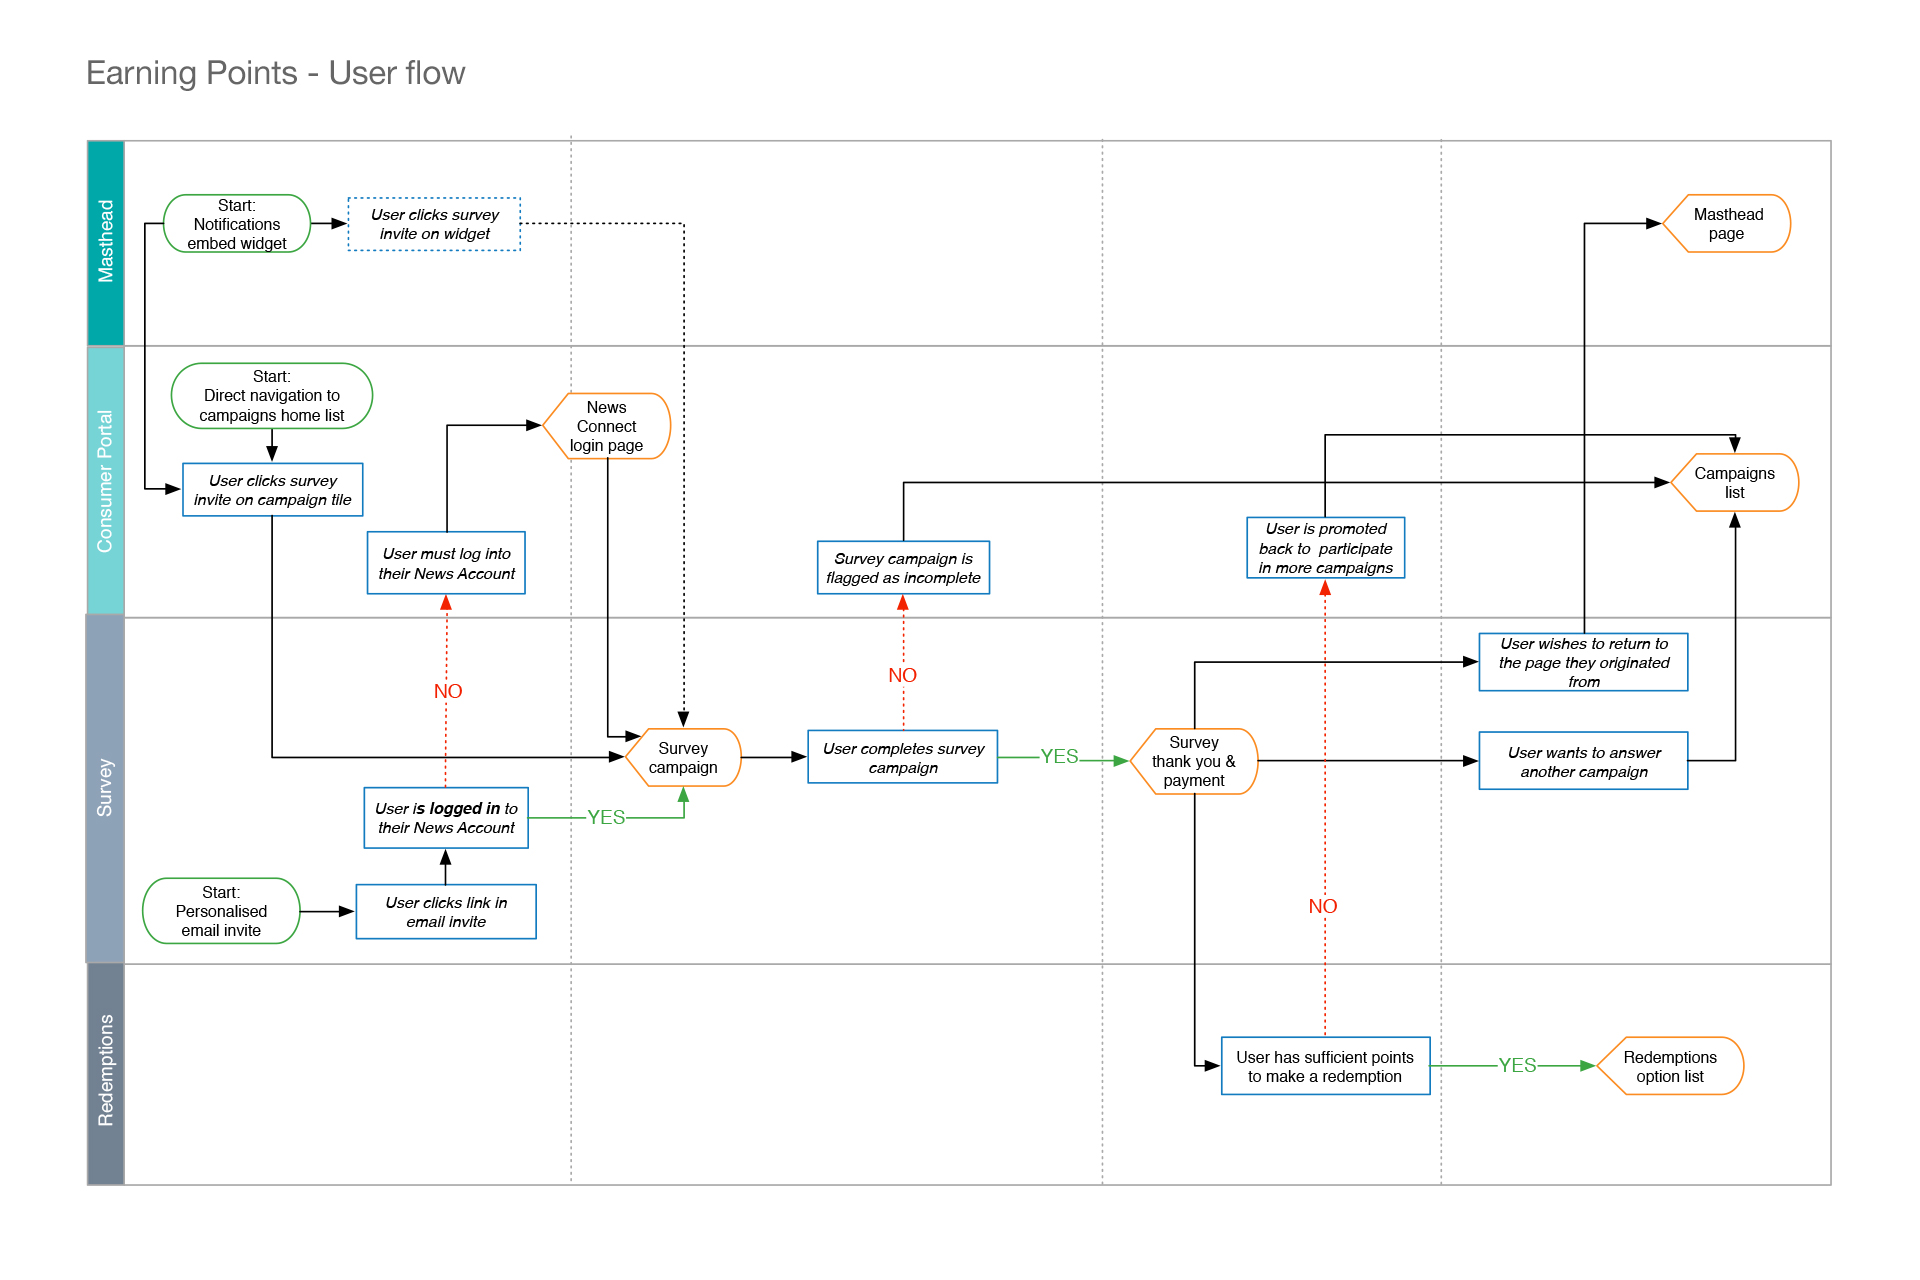 Earning Points - User flow
Masthead
Start:
Notifications
embed widget
User clicks survey
invite on widget
Masthead
page
Consumer Portal
Start:
Direct navigation to
campaigns home list
User clicks survey
invite on campaign tile
User must log into
their News Account
News
Connect
login page
Survey campaign is
flagged as incomplete
User is promoted
back to participate
in more campaigns
Campaigns
list
Survey
NO
NO
User wishes to return to
the page they originated
from
Survey
campaign
User completes survey
campaign
YES
Survey
thank you &
payment
User wants to answer
another campaign
User is logged in to
their News Account
YES
Start:
Personalised
email invite
User clicks link in
email invite
NO
Redemptions
User has sufficient points
to make a redemption
YES
Redemptions
option list